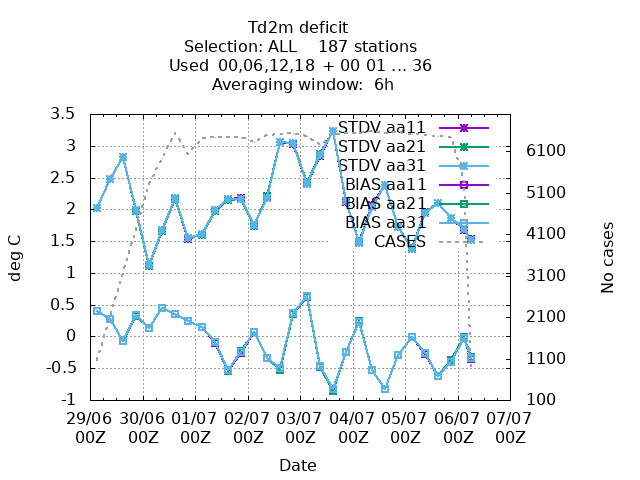 Td2m deficit
Selection: ALL    187 stations
Used  00,06,12,18 + 00 01 ... 36
Averaging window:  6h
3.5
3
2.5
2
1.5
1
0.5
0
-0.5
-1
deg C
STDV aa11
STDV aa21
STDV aa31
BIAS aa11
BIAS aa21
BIAS aa31
CASES
6100
5100
4100
3100
2100
1100
100
No cases
29/06 30/06 01/07 02/07 03/07 04/07 05/07 06/07 07/07
00Z 00Z 00Z 00Z 00Z 00Z 00Z 00Z 00Z
Date